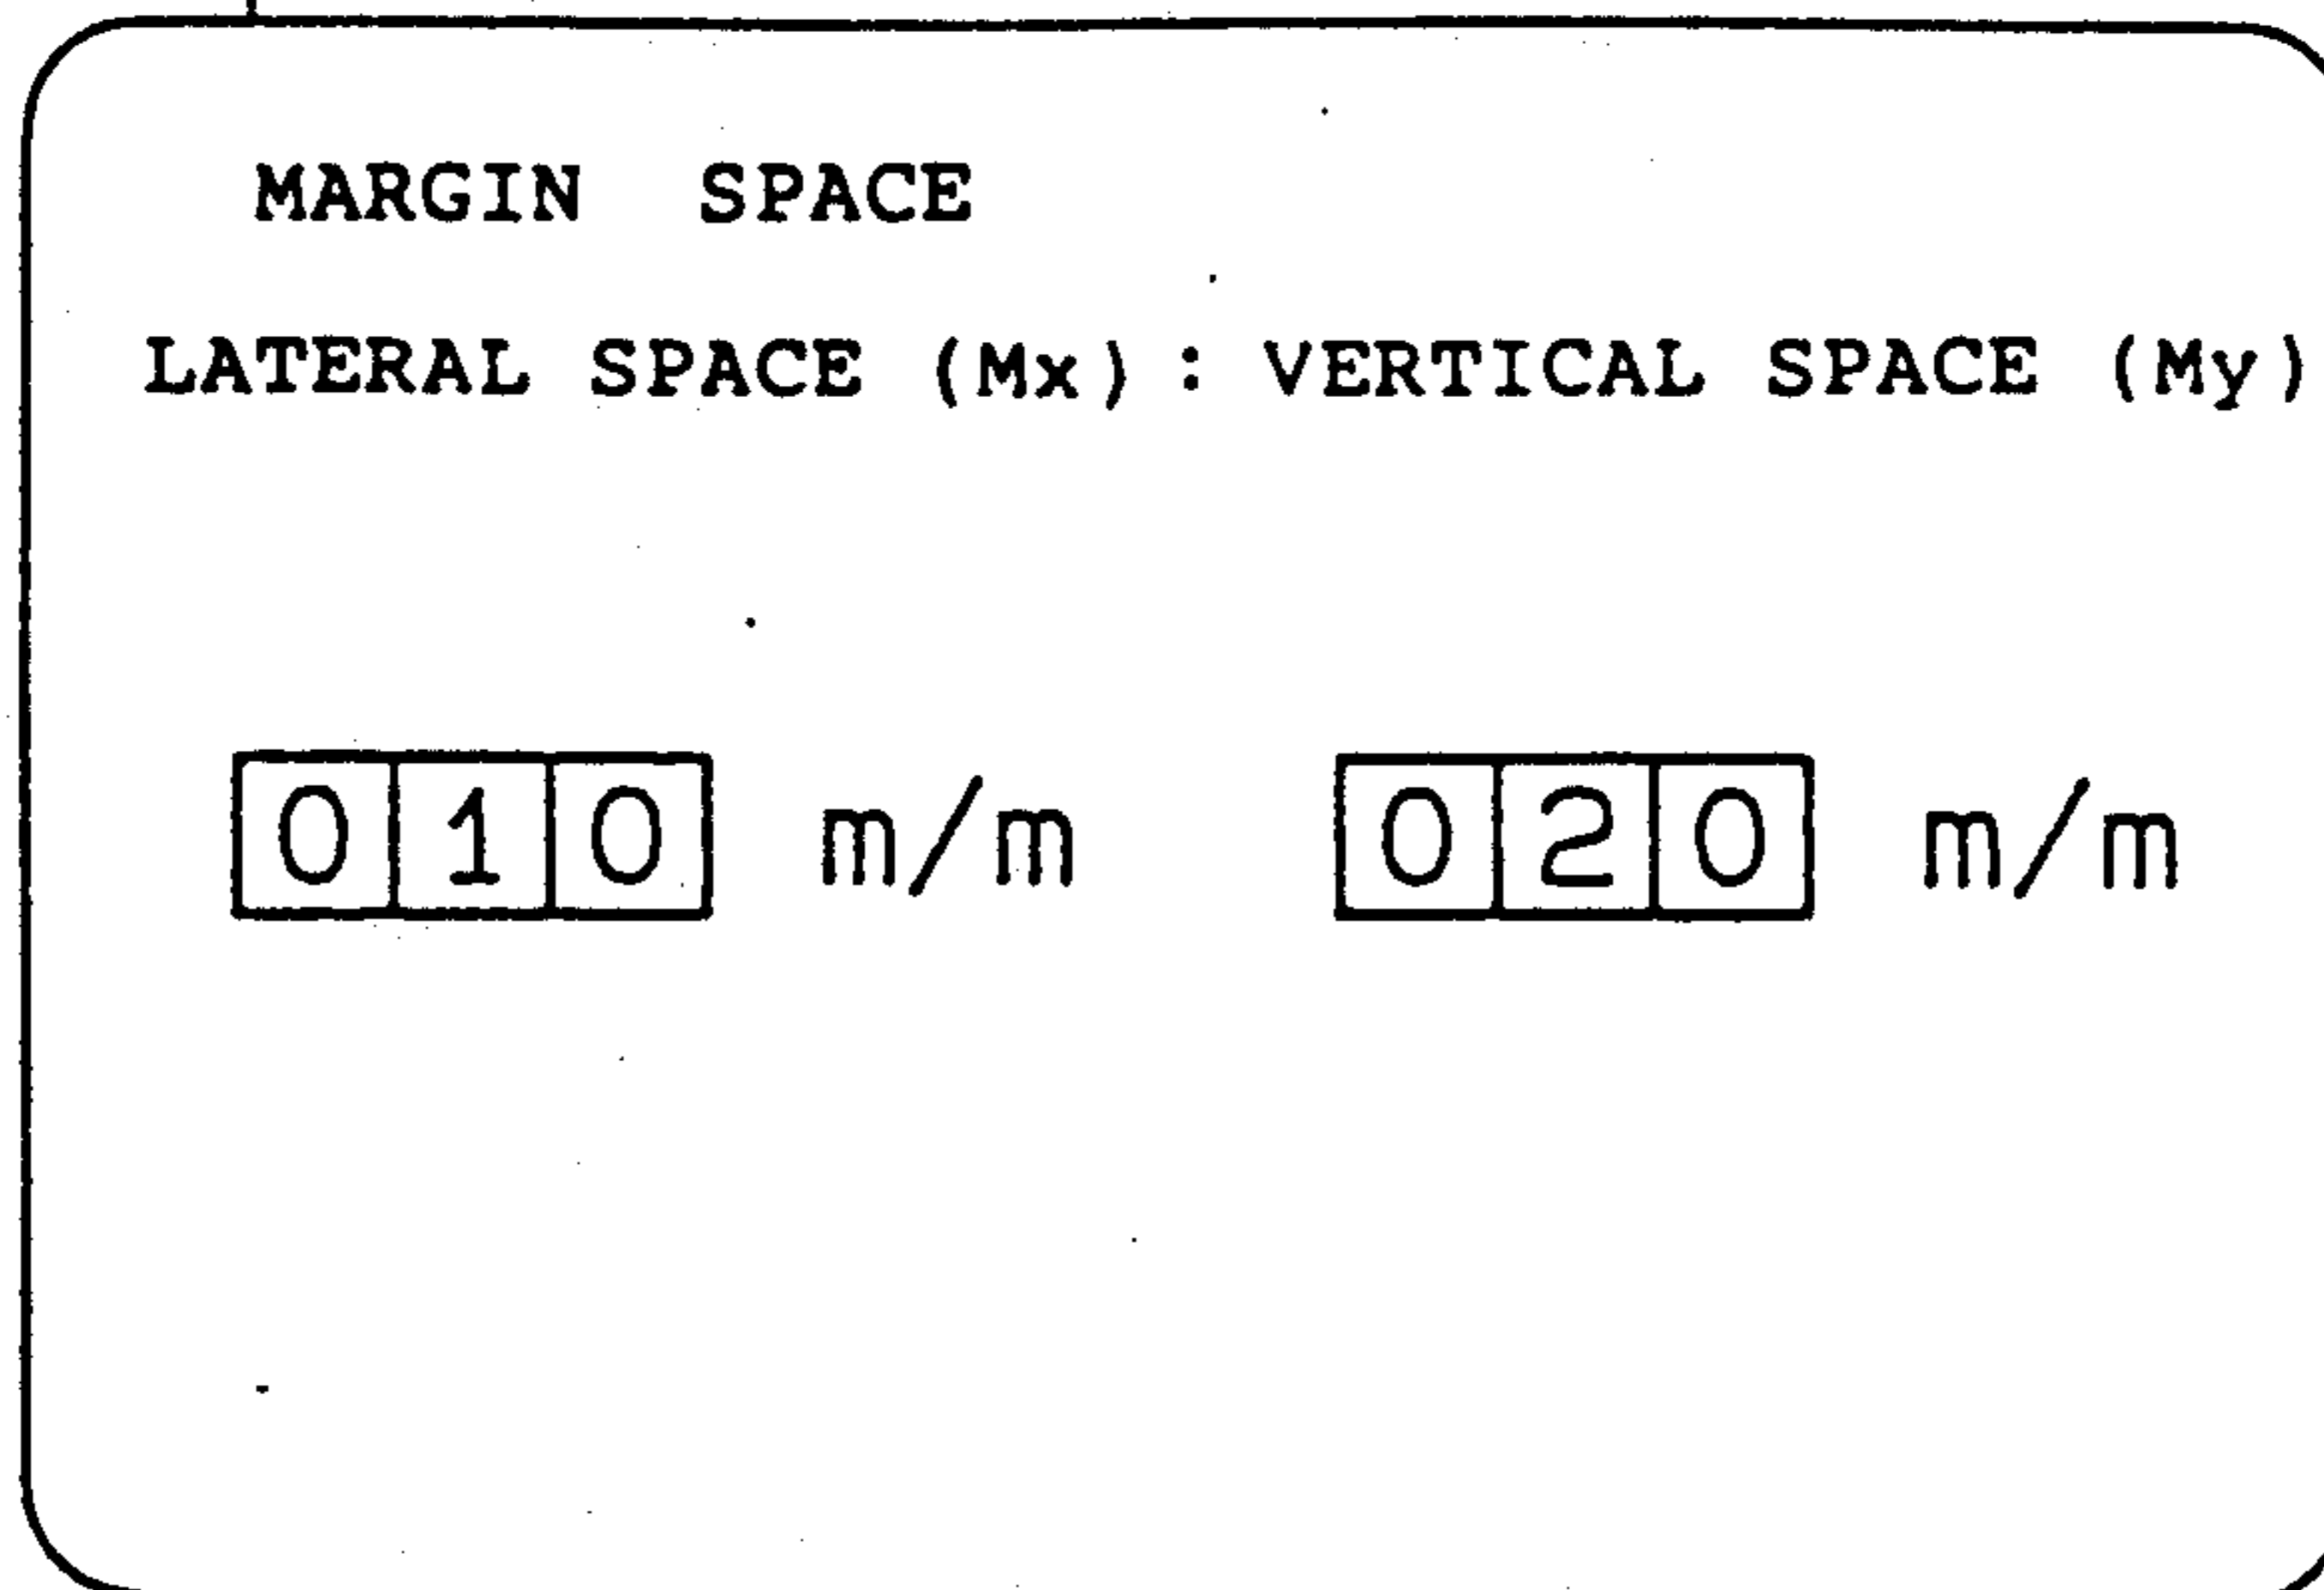 MARGIN SPACE
LATERAL SPACE (Mx) : VERTICAL SPACE (My)
010 m/m 020 m/m